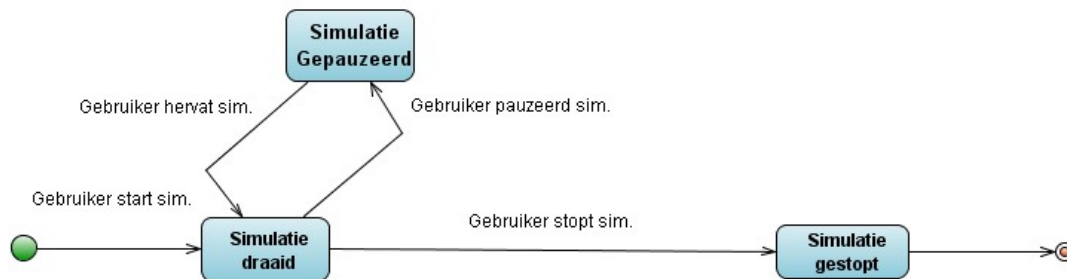 Simulatie
Gepauzeerd
Gebruiker hervat sim.
Gebruiker pauzeerd sim.
Gebruiker start sim.
Gebruiker stopt sim.
Simulatie
draaid
Simulatie
gestopt